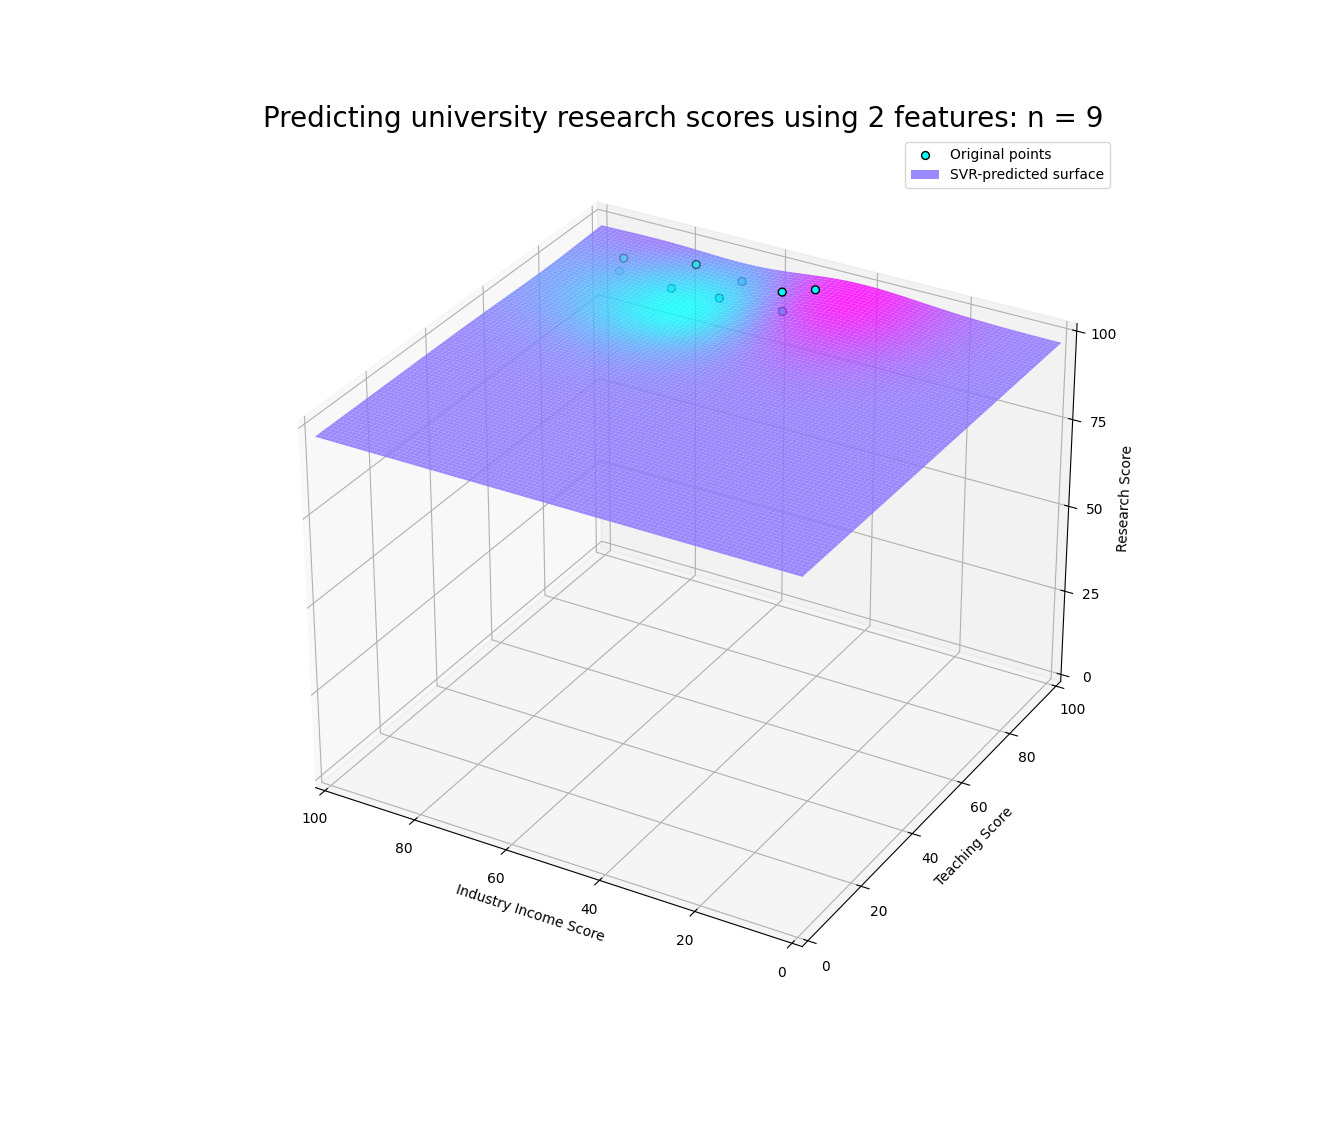 Predicting university research scores using 2 features: n = 9
Original points
SVR-predicted surface
100
75
50
25
0
Research Score
100
80
60
40
20
0
Teaching Score
100
80
60
40
20
0
Industry Income Score